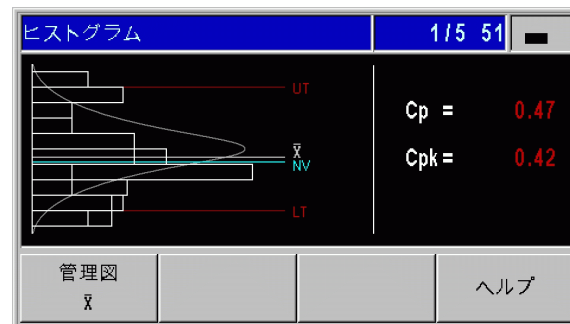 ヒストグラム
1/5 51
UT
X̄
NV
LT
Cp = 0.47
Cpk = 0.42
管理図
X̄
ヘルプ